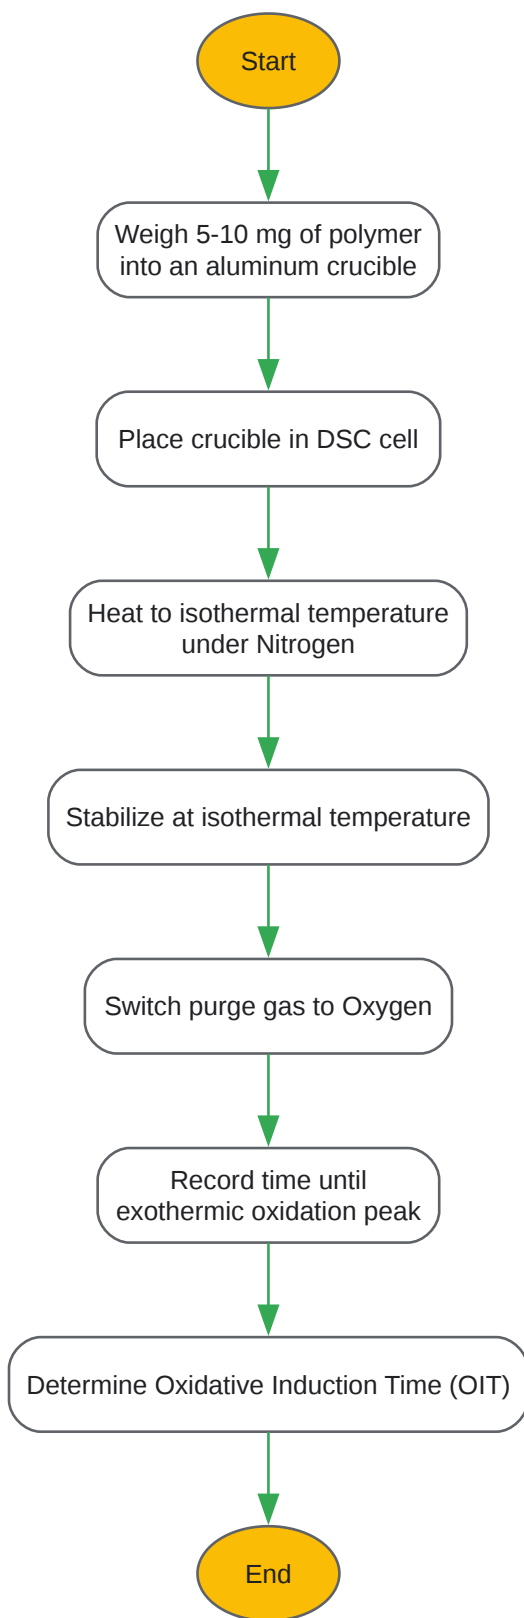 Start
Weigh 5-10 mg of polymer
into an aluminum crucible
Place crucible in DSC cell
Heat to isothermal temperature
under Nitrogen
Stabilize at isothermal temperature
Switch purge gas to Oxygen
Record time until
exothermic oxidation peak
Determine Oxidative Induction Time (OIT)
End